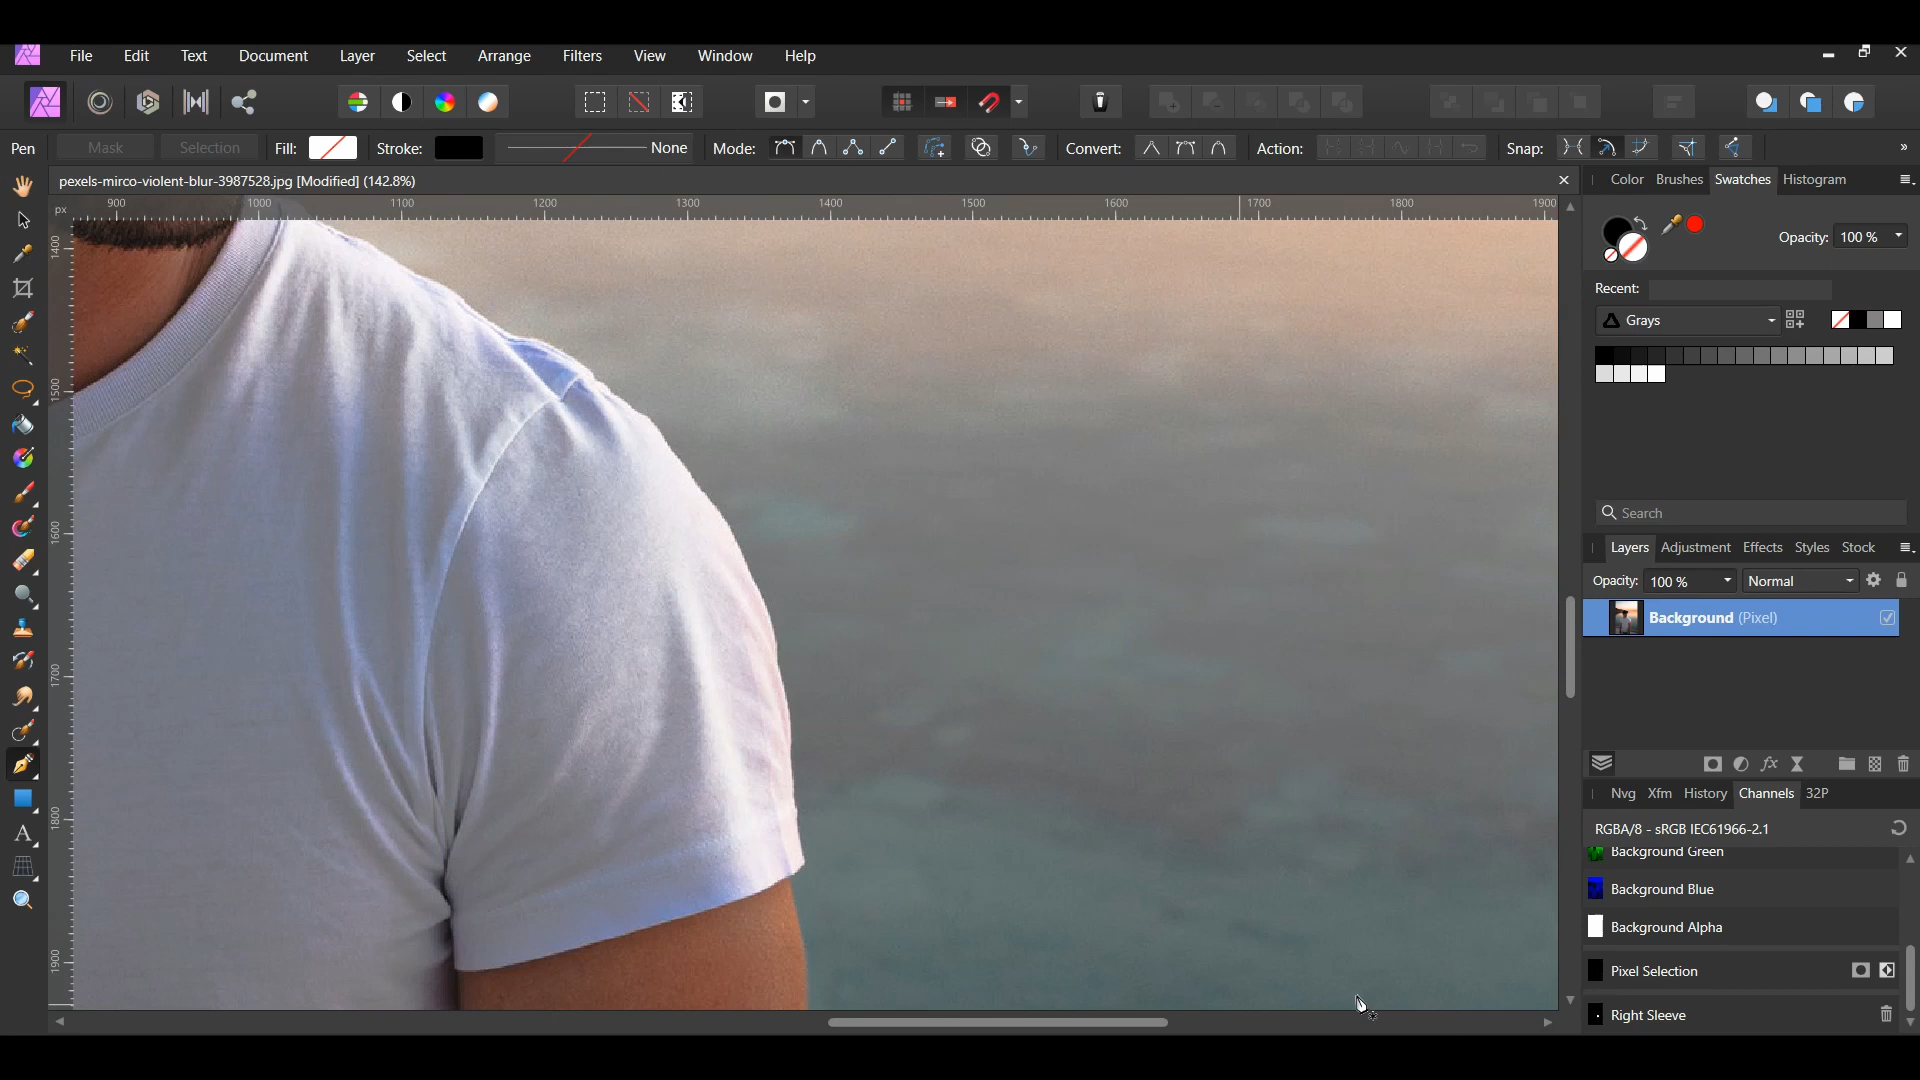 File Edit Text Document Layer Select Arrange Filters View Window Help
Pen Mask Selection Fill: Stroke: None Mode: Convert: Action: Snap: »
pexels-mirco-violent-blur-3987528.jpg [Modified] (142.8%)
px 900 1000 1100 1200 1300 1400 1500 1600 1700 1800 1900
1400
1500
1600
1700
1800
1900
Color Brushes Swatches Histogram
Opacity: 100 %
Recent:
Grays
Search
Layers Adjustment Effects Styles Stock
Opacity: 100 % Normal
Background (Pixel)
Nvg Xfm History Channels 32P
RGBA/8 - sRGB IEC61966-2.1
Background Green
Background Blue
Background Alpha
Pixel Selection
Right Sleeve